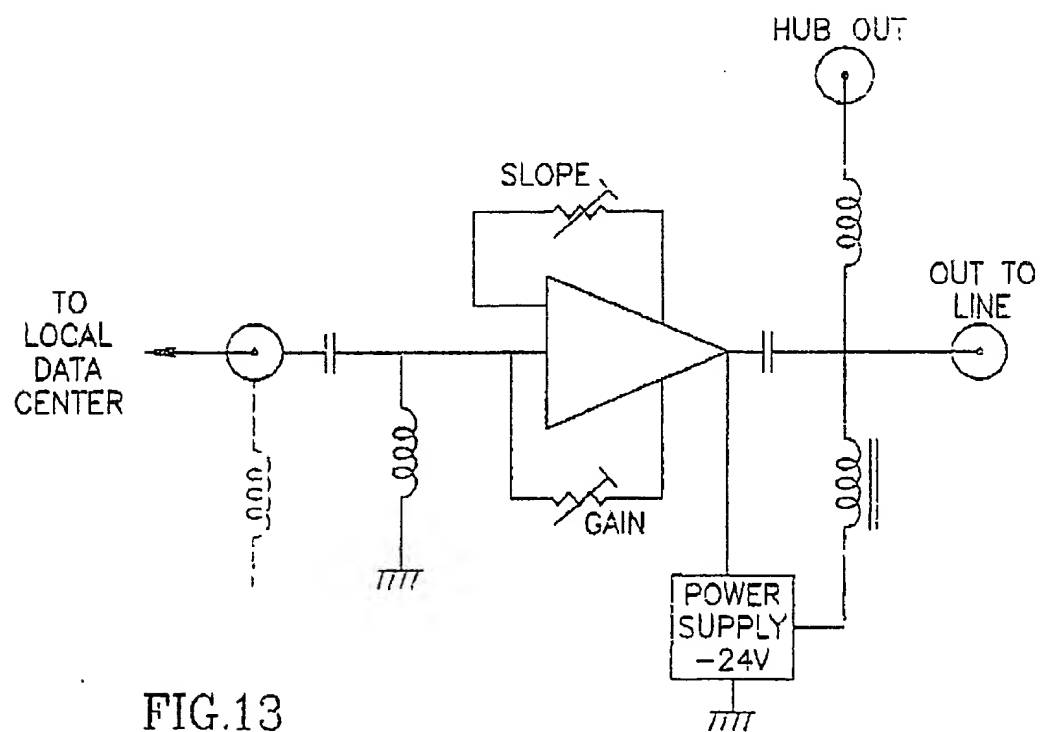 HUB OUT
SLOPE
OUT TO
LINE
TO
LOCAL
DATA
CENTER
GAIN
POWER
SUPPLY
-24V
FIG.13